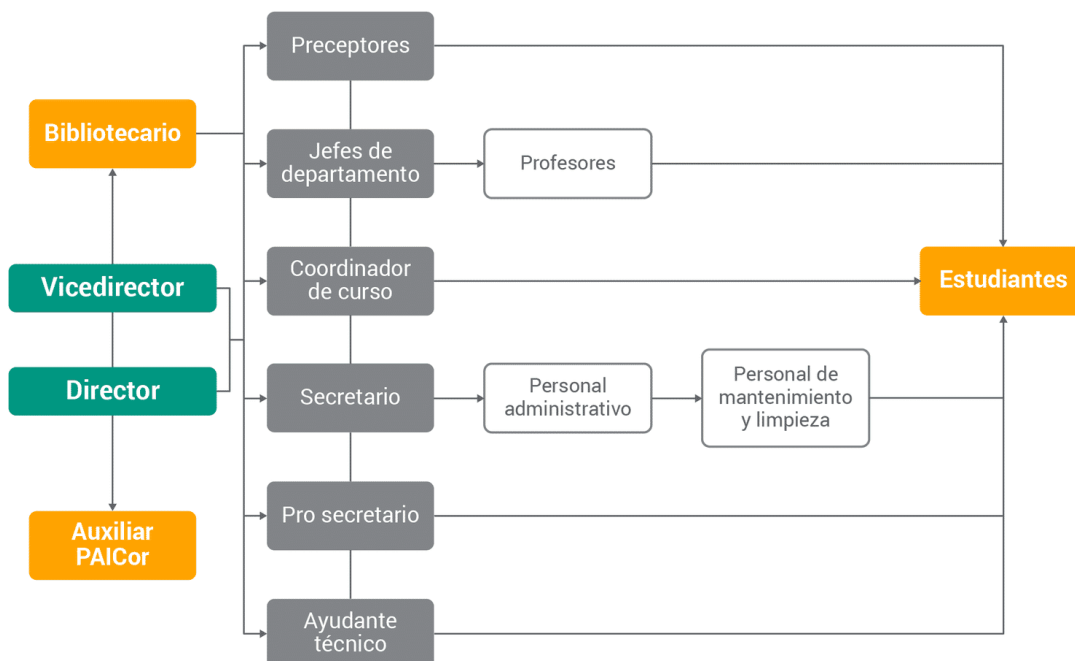 Preceptores
Bibliotecario
Jefes de
departamento
Profesores
Vicedirector
Coordinador
de curso
Estudiantes
Director
Secretario
Personal
administrativo
Personal de
mantenimiento
y limpieza
Auxiliar
PAICor
Pro secretario
Ayudante
técnico